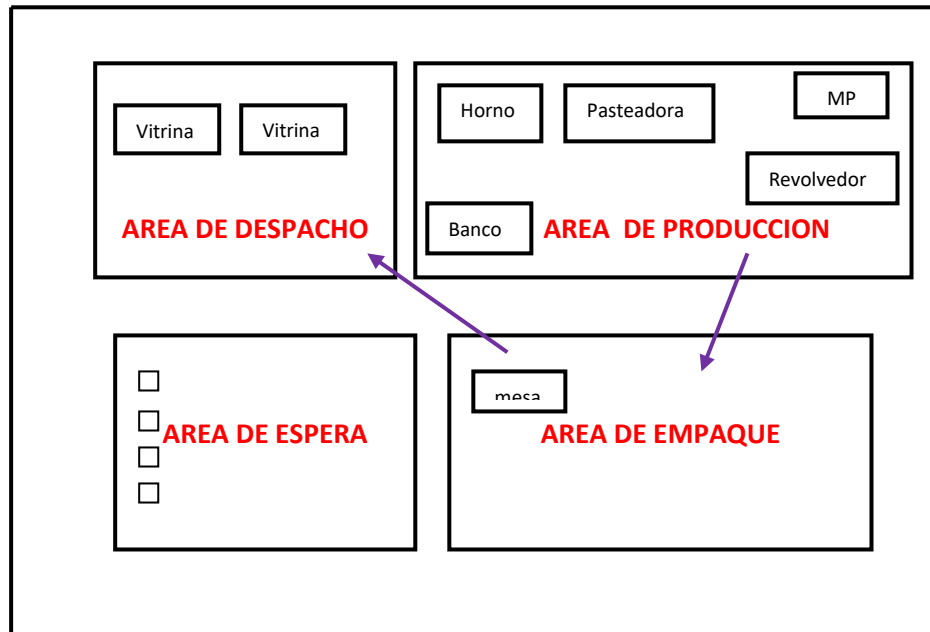 Vitrina
Vitrina
AREA DE DESPACHO
Horno
Pasteadora
MP
Revolvedor
Banco
AREA DE PRODUCCION
AREA DE ESPERA
mesa
AREA DE EMPAQUE